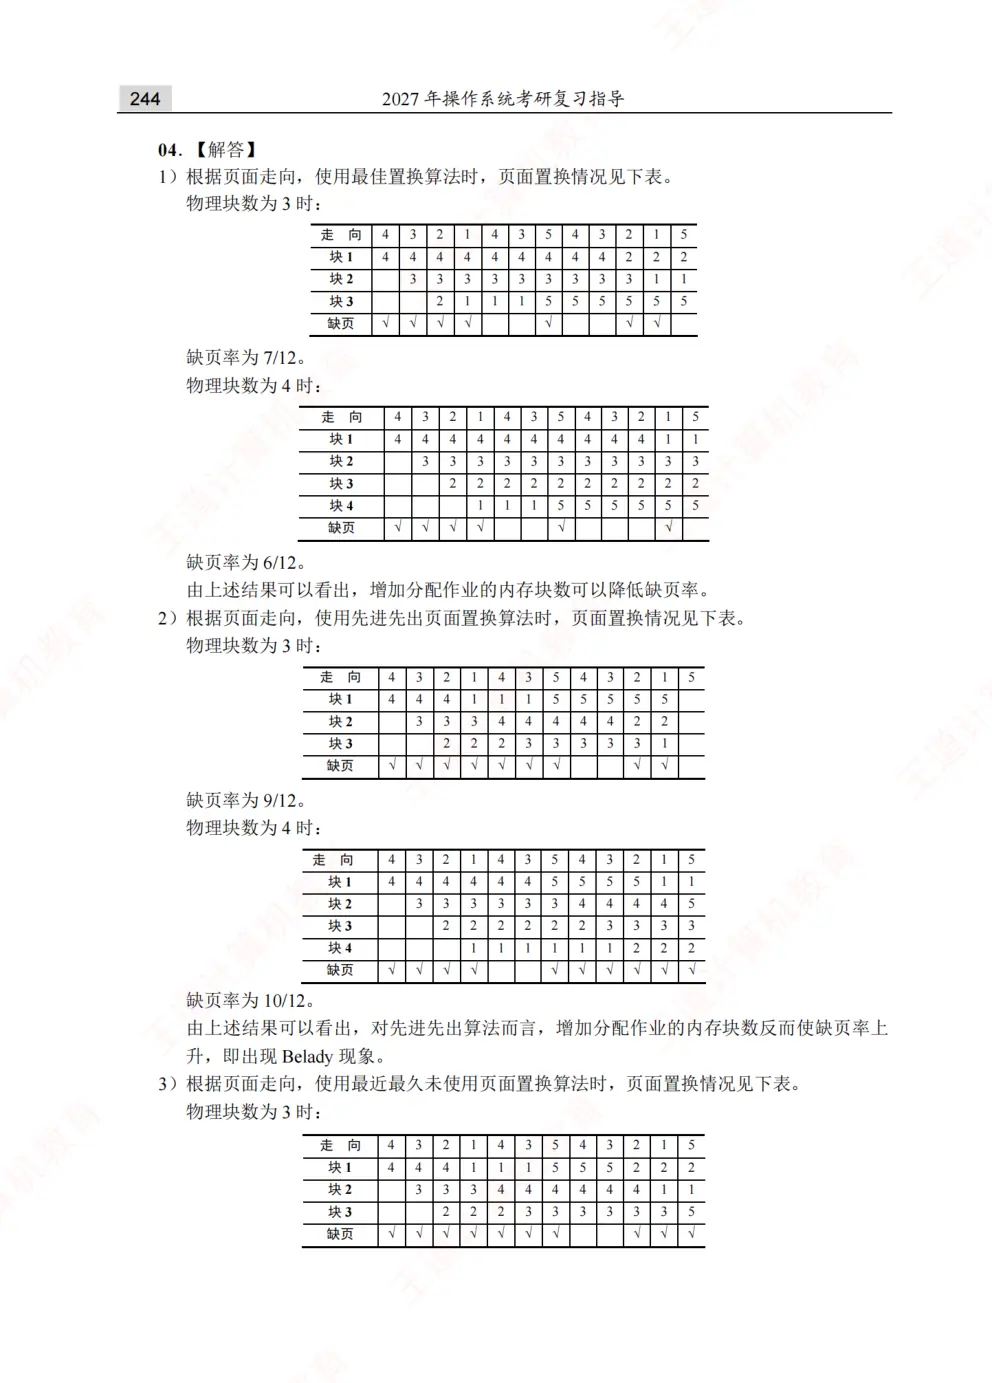 244
2027 年操作系统考研复习指导
04.【解答】
1）根据页面走向，使用最佳置换算法时，页面置换情况见下表。
物理块数为 3 时：
走 向 4 3 2 1 4 3 5 4 3 2 1 5
块 1 4 4 4 4 4 4 4 4 4 2 2 2
块 2 3 3 3 3 3 3 3 3 3 1 1
块 3 2 1 1 1 5 5 5 5 5 5
缺页 √ √ √ √ √ √ √
缺页率为 7/12。
物理块数为 4 时：
走 向 4 3 2 1 4 3 5 4 3 2 1 5
块 1 4 4 4 4 4 4 4 4 4 4 1 1
块 2 3 3 3 3 3 3 3 3 3 3 3
块 3 2 2 2 2 2 2 2 2 2 2
块 4 1 1 1 5 5 5 5 5 5
缺页 √ √ √ √ √ √
缺页率为 6/12。
由上述结果可以看出，增加分配作业的内存块数可以降低缺页率。
2）根据页面走向，使用先进先出页面置换算法时，页面置换情况见下表。
物理块数为 3 时：
走 向 4 3 2 1 4 3 5 4 3 2 1 5
块 1 4 4 4 1 1 1 5 5 5 5 5
块 2 3 3 3 4 4 4 4 4 2 2
块 3 2 2 2 3 3 3 3 3 1
缺页 √ √ √ √ √ √ √ √ √
缺页率为 9/12。
物理块数为 4 时：
走 向 4 3 2 1 4 3 5 4 3 2 1 5
块 1 4 4 4 4 4 4 5 5 5 5 1 1
块 2 3 3 3 3 3 3 4 4 4 4 5
块 3 2 2 2 2 2 2 3 3 3 3
块 4 1 1 1 1 1 1 2 2 2
缺页 √ √ √ √ √ √ √ √ √ √
缺页率为 10/12。
由上述结果可以看出，对先进先出算法而言，增加分配作业的内存块数反而使缺页率上
升，即出现 Belady 现象。
3）根据页面走向，使用最近最久未使用页面置换算法时，页面置换情况见下表。
物理块数为 3 时：
走 向 4 3 2 1 4 3 5 4 3 2 1 5
块 1 4 4 4 1 1 1 5 5 5 2 2 2
块 2 3 3 3 4 4 4 4 4 4 1 1
块 3 2 2 2 3 3 3 3 3 3 5
缺页 √ √ √ √ √ √ √ √ √ √